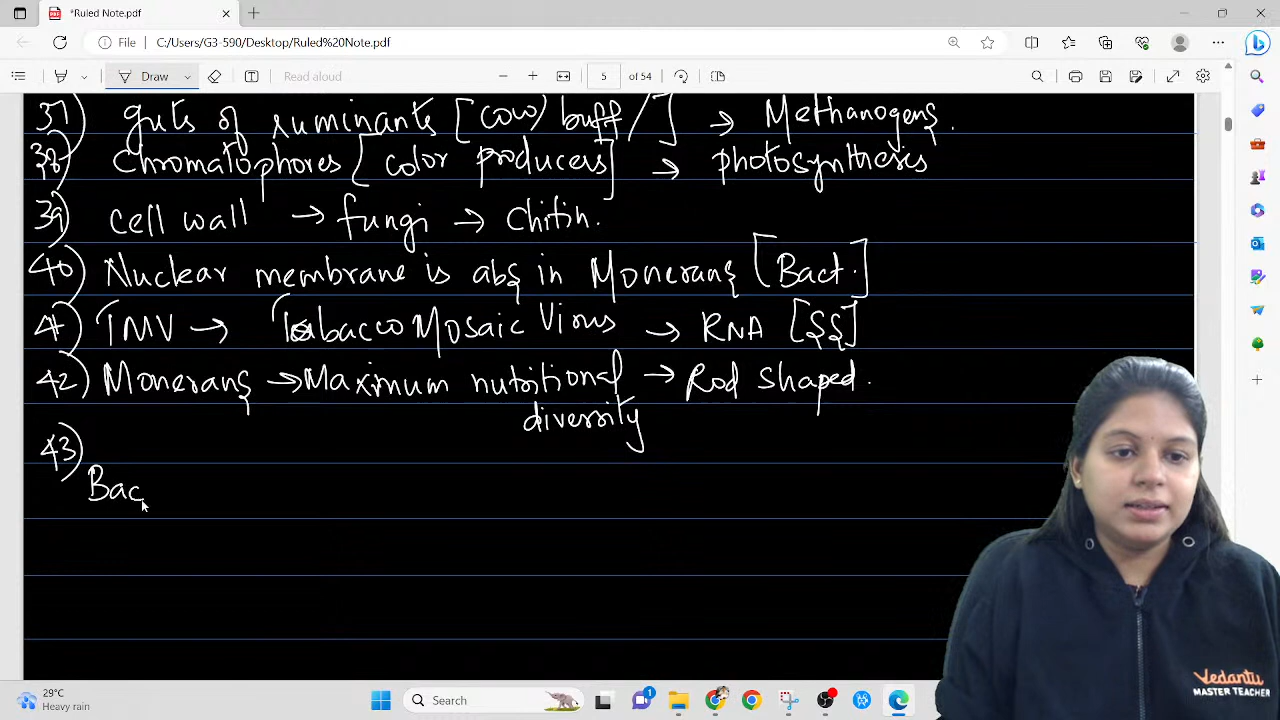 *Ruled Note.pdf
File C:/Users/G3-590/Desktop/Ruled%20Note.pdf
Draw Read aloud 5 of 54
37) guts of ruminants [cow) buff/] → Methanogens.
38) chromatophores [color producers] → photosynthesis
39) cell wall → fungi → chitin.
40) Nuclear membrane is abs in Monerans [Bact.]
41) TMV → Tobacco Mosaic Virus → RNA [SS]
42) Monerans → Maximum nutritional → Rod shaped.
diversity
43)
Bac
Vedantu
MASTER TEACHER
29°C
Heavy rain
Search
1